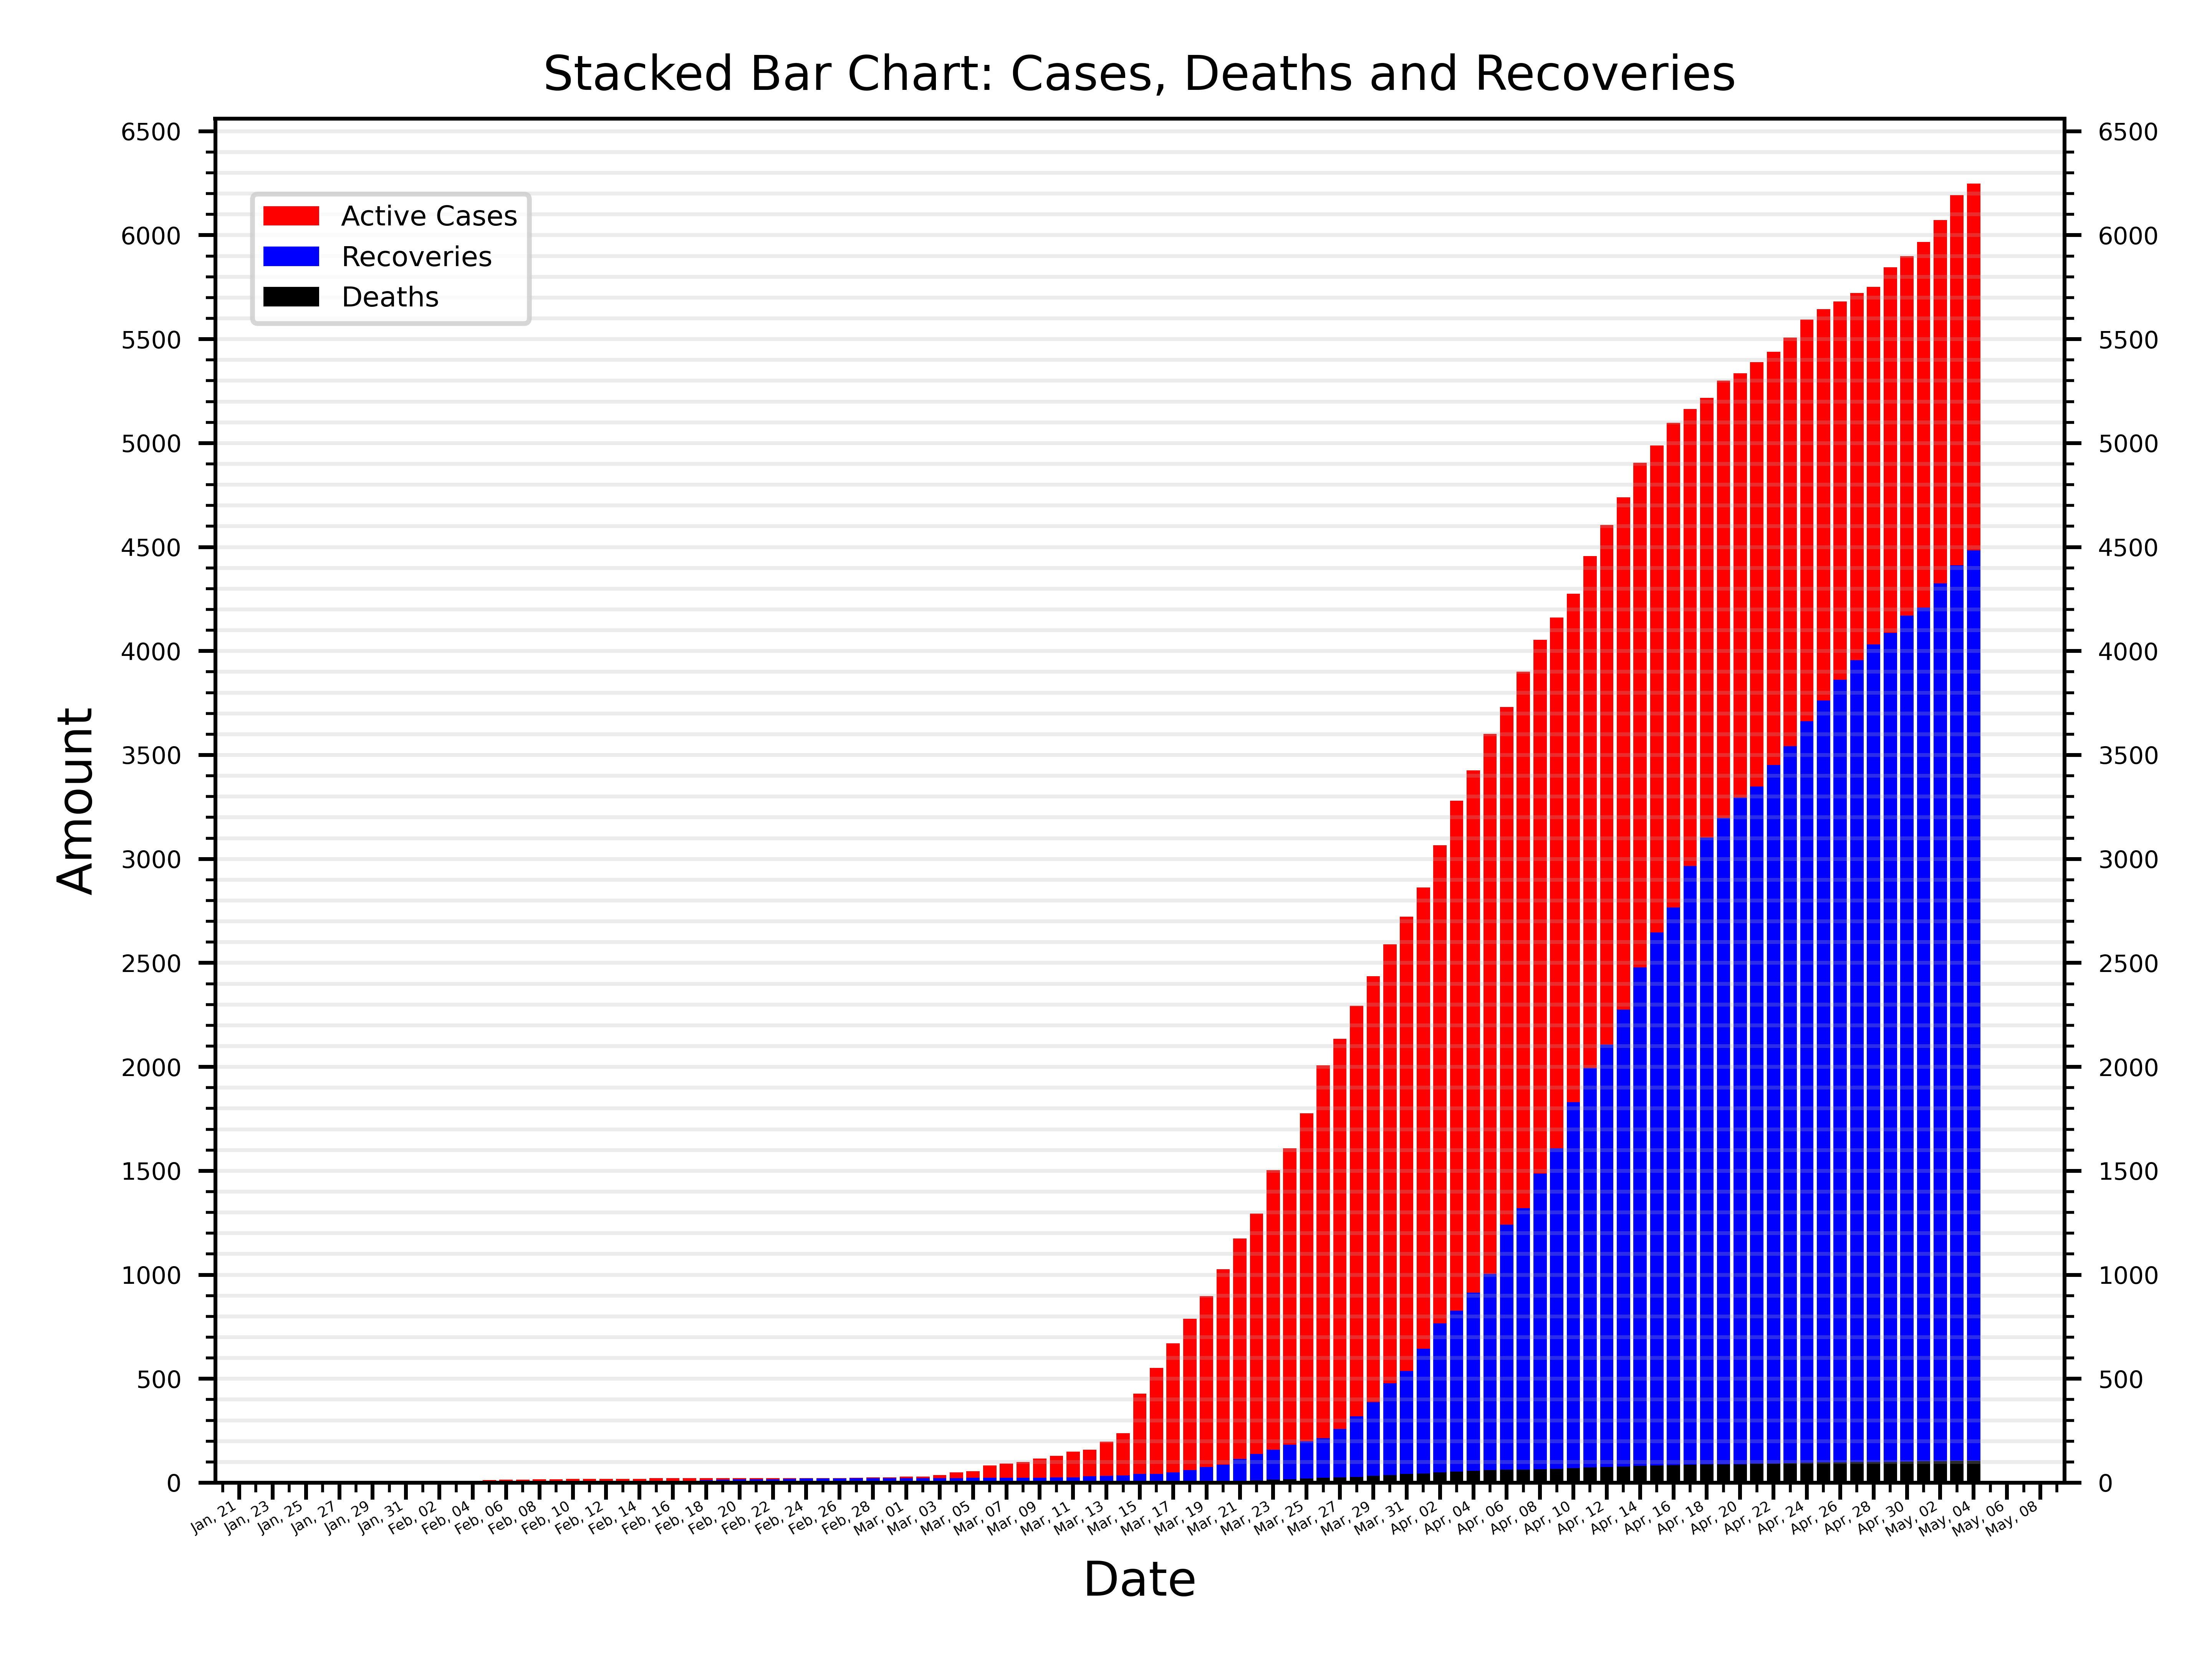 Stacked Bar Chart: Cases, Deaths and Recoveries
6500
6000
5500
5000
4500
4000
3500
3000
2500
2000
1500
1000
500
0
Amount
Active Cases
Recoveries
Deaths
6500
6000
5500
5000
4500
4000
3500
3000
2500
2000
1500
1000
500
0
Jan, 21
Jan, 23
Jan, 25
Jan, 27
Jan, 29
Jan, 31
Feb, 02
Feb, 04
Feb, 06
Feb, 08
Feb, 10
Feb, 12
Feb, 14
Feb, 16
Feb, 18
Feb, 20
Feb, 22
Feb, 24
Feb, 26
Feb, 28
Mar, 01
Mar, 03
Mar, 05
Mar, 07
Mar, 09
Mar, 11
Mar, 13
Mar, 15
Mar, 17
Mar, 19
Mar, 21
Mar, 23
Mar, 25
Mar, 27
Mar, 29
Mar, 31
Apr, 02
Apr, 04
Apr, 06
Apr, 08
Apr, 10
Apr, 12
Apr, 14
Apr, 16
Apr, 18
Apr, 20
Apr, 22
Apr, 24
Apr, 26
Apr, 28
Apr, 30
May, 02
May, 04
May, 06
May, 08
Date